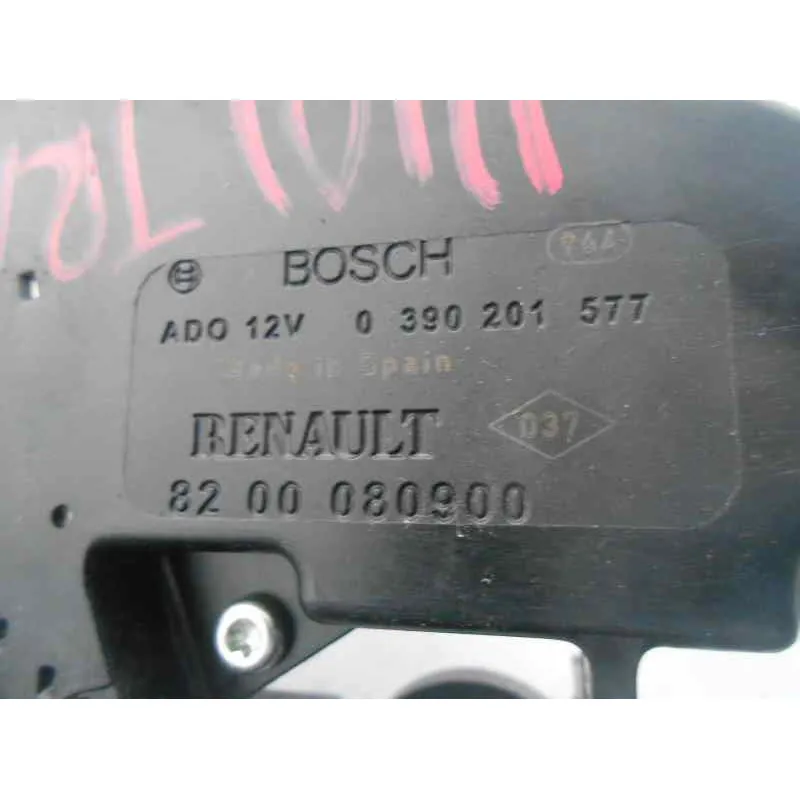 BOSCH
ADO 12V 0 390 201 577
Made in Spain
RENAULT D37
82 00 080900